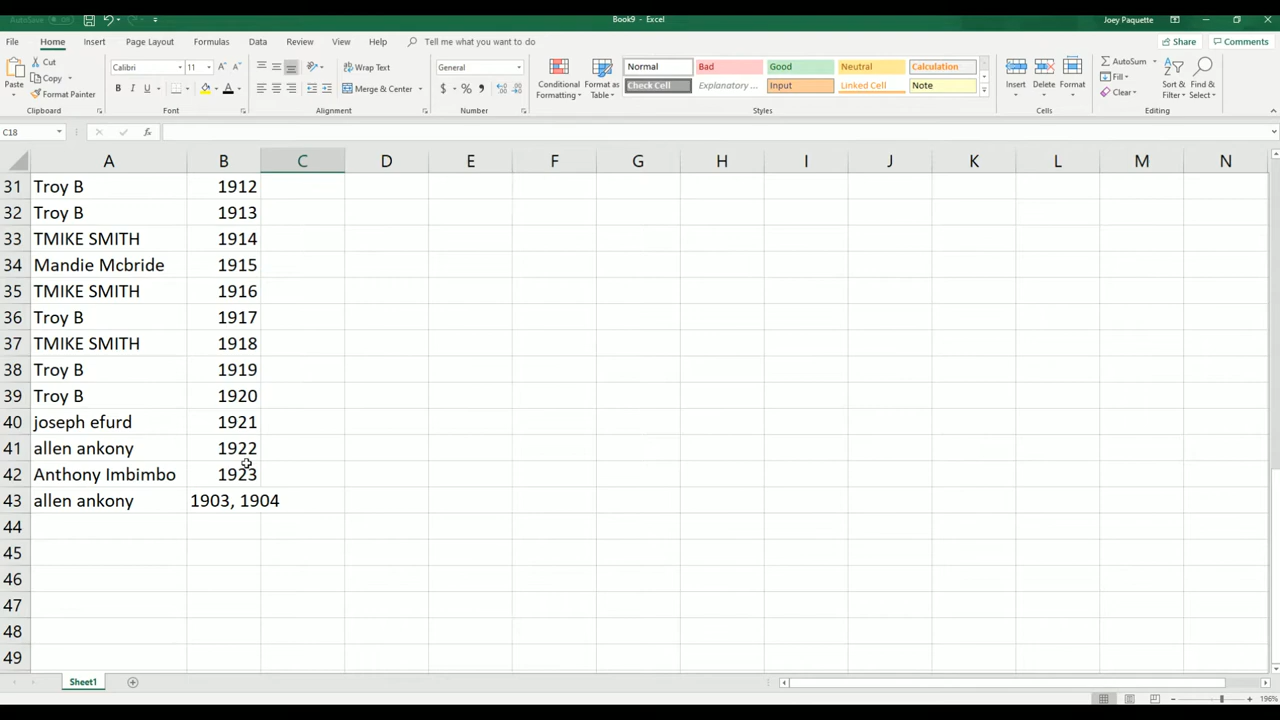 AutoSave Off Book9 - Excel Joey Paquette
File Home Insert Page Layout Formulas Data Review View Help Tell me what you want to do Share Comments
Paste Cut Copy Format Painter Clipboard
Calibri 11 B I U A Font
Wrap Text Merge & Center Alignment
General $ % Number
Conditional Formatting Format as Table
Normal Bad Good Neutral Calculation
Check Cell Explanatory ... Input Linked Cell Note
Styles
Insert Delete Format Cells
AutoSum Fill Clear Sort & Filter Find & Select Editing
C18 fx
A B C D E F G H I J K L M N
31 Troy B 1912
32 Troy B 1913
33 TMIKE SMITH 1914
34 Mandie Mcbride 1915
35 TMIKE SMITH 1916
36 Troy B 1917
37 TMIKE SMITH 1918
38 Troy B 1919
39 Troy B 1920
40 joseph efurd 1921
41 allen ankony 1922
42 Anthony Imbimbo 1923
43 allen ankony 1903, 1904
44
45
46
47
48
49
Sheet1
196%